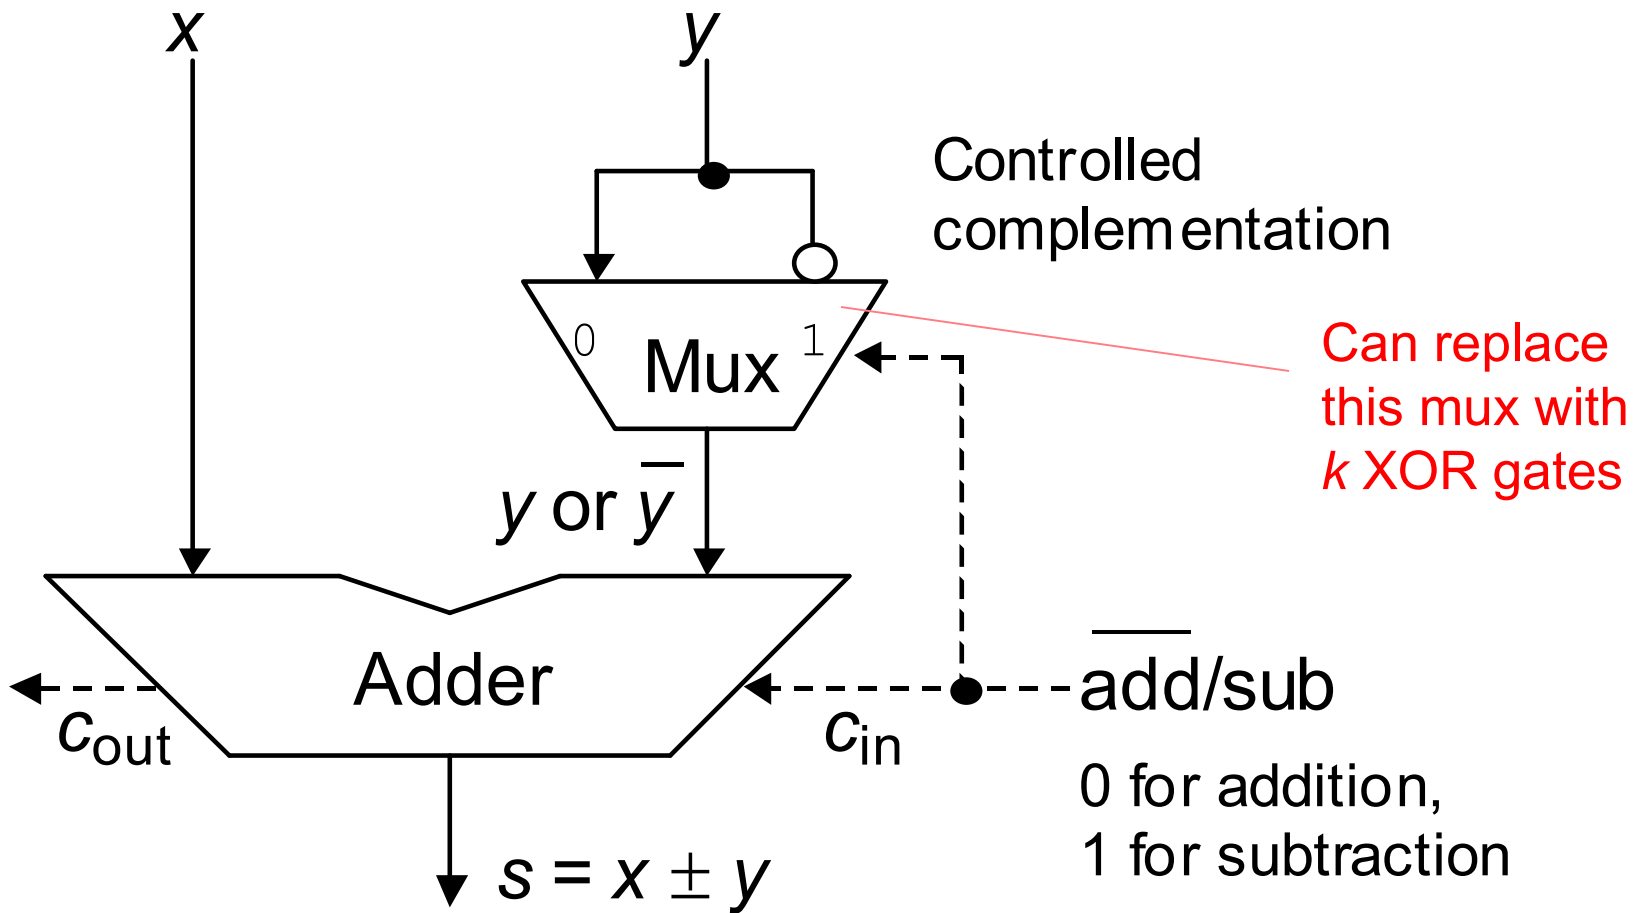 x
y
Controlled
complementation
0
Mux
1
Can replace
this mux with
k XOR gates
y or y̅
Adder
a̅d̅d̅/sub
c_out
c_in
0 for addition,
1 for subtraction
s = x ± y